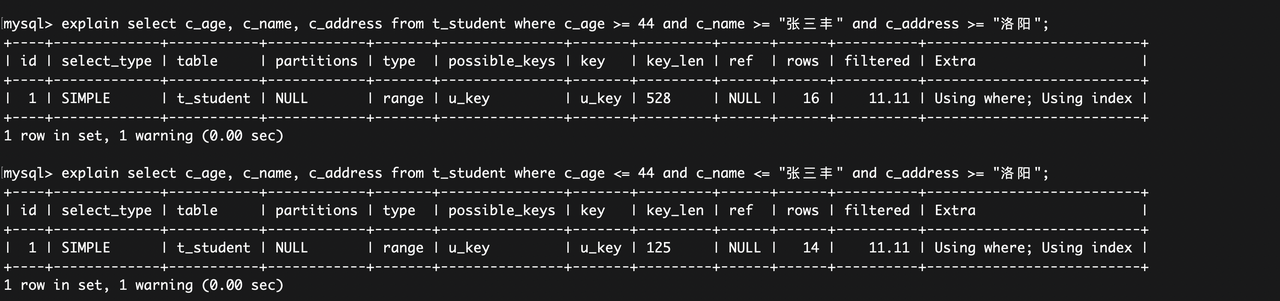 mysql> explain select c_age, c_name, c_address from t_student where c_age >= 44 and c_name >= "张三丰" and c_address >= "洛阳";
+----+-------------+-----------+------------+-------+---------------+-------+---------+------+------+----------+--------------------------+
| id | select_type | table     | partitions | type  | possible_keys | key   | key_len | ref  | rows | filtered | Extra                    |
+----+-------------+-----------+------------+-------+---------------+-------+---------+------+------+----------+--------------------------+
|  1 | SIMPLE      | t_student | NULL       | range | u_key         | u_key | 528     | NULL |   16 |    11.11 | Using where; Using index |
+----+-------------+-----------+------------+-------+---------------+-------+---------+------+------+----------+--------------------------+
1 row in set, 1 warning (0.00 sec)
mysql> explain select c_age, c_name, c_address from t_student where c_age <= 44 and c_name <= "张三丰" and c_address >= "洛阳";
+----+-------------+-----------+------------+-------+---------------+-------+---------+------+------+----------+--------------------------+
| id | select_type | table     | partitions | type  | possible_keys | key   | key_len | ref  | rows | filtered | Extra                    |
+----+-------------+-----------+------------+-------+---------------+-------+---------+------+------+----------+--------------------------+
|  1 | SIMPLE      | t_student | NULL       | range | u_key         | u_key | 125     | NULL |   14 |    11.11 | Using where; Using index |
+----+-------------+-----------+------------+-------+---------------+-------+---------+------+------+----------+--------------------------+
1 row in set, 1 warning (0.00 sec)